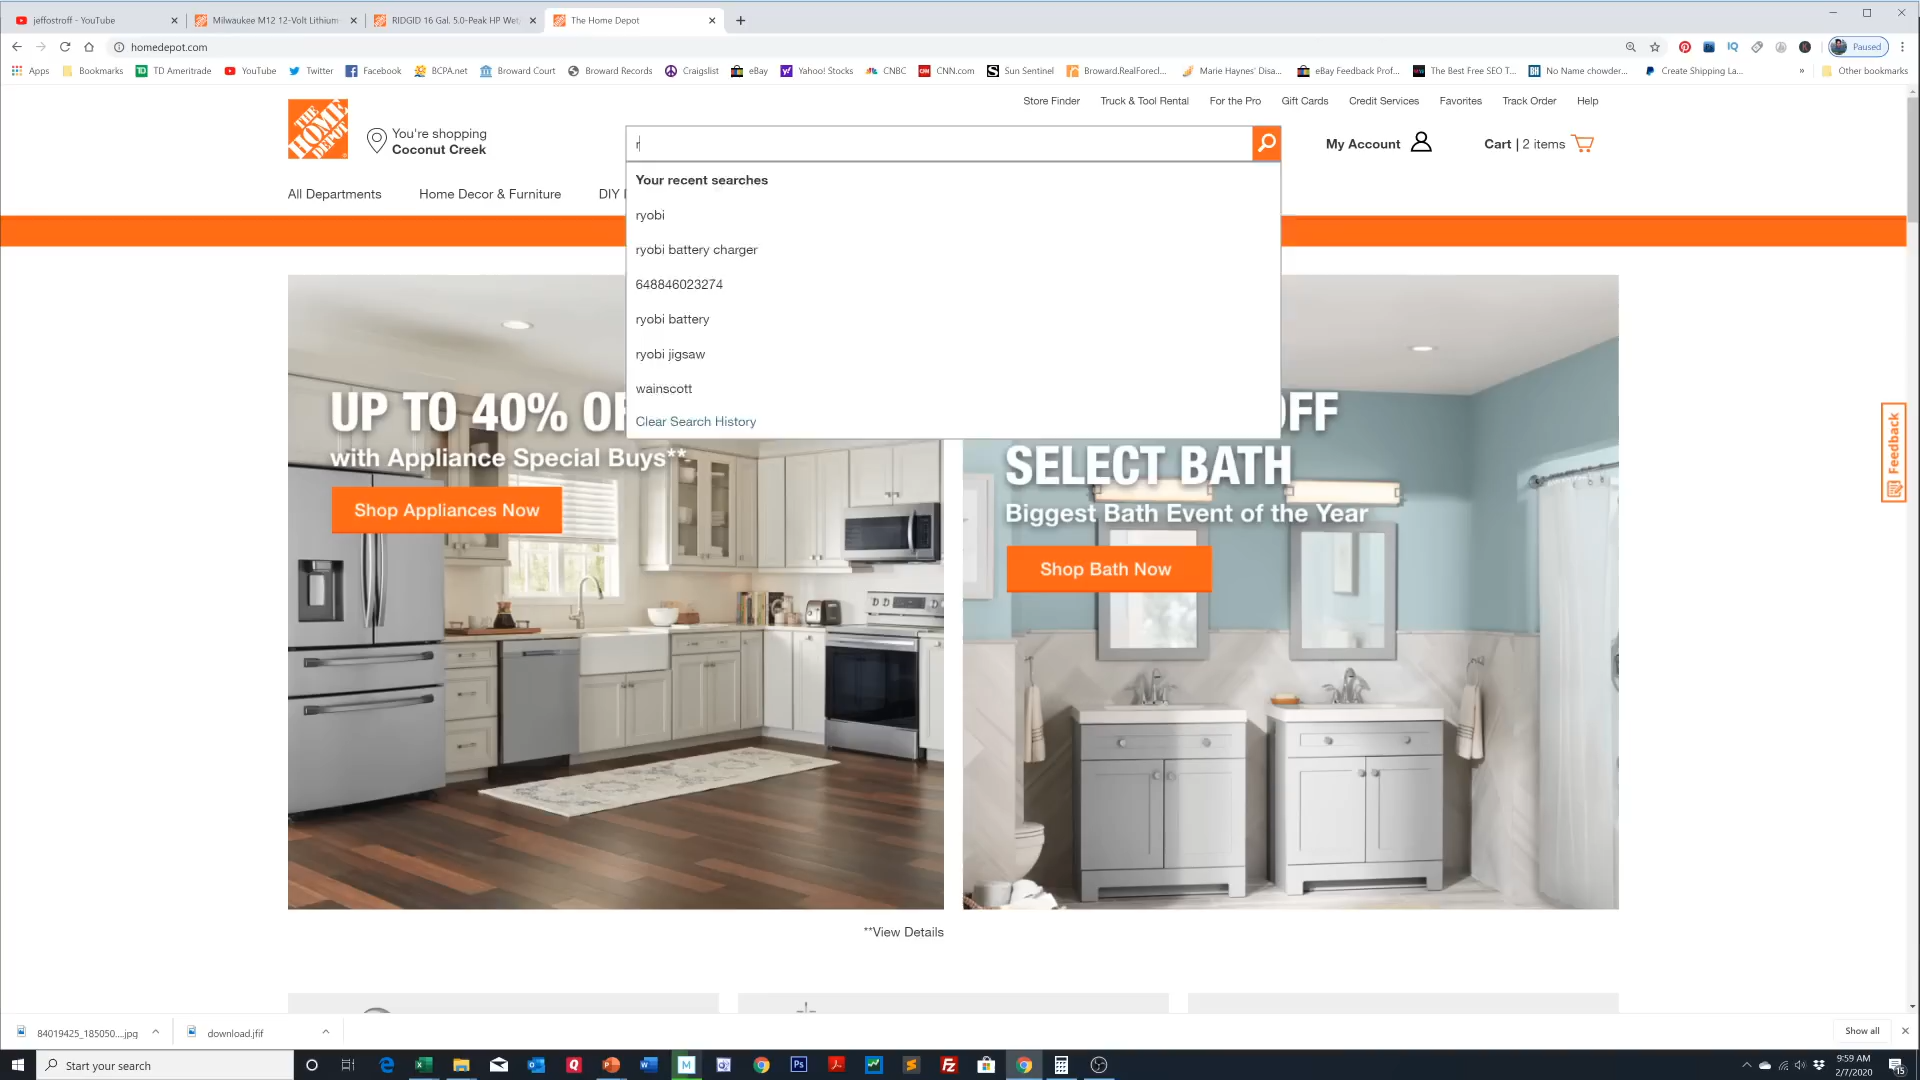 jeffostroff - YouTube
Milwaukee M12 12-Volt Lithium-
RIDGID 16 Gal. 5.0-Peak HP Wet
The Home Depot
homedepot.com
Paused
Apps
Bookmarks
TD Ameritrade
YouTube
Twitter
Facebook
BCPA.net
Broward Court
Broward Records
Craigslist
eBay
Yahoo! Stocks
CNBC
CNN.com
Sun Sentinel
Broward.RealForecl...
Marie Haynes' Disa...
eBay Feedback Prof...
The Best Free SEO T...
No Name chowder...
Create Shipping La...
»
Other bookmarks
Store Finder
Truck & Tool Rental
For the Pro
Gift Cards
Credit Services
Favorites
Track Order
Help
THE HOME DEPOT
You're shopping
Coconut Creek
r
My Account
Cart | 2 items
All Departments
Home Decor & Furniture
DIY
Your recent searches
ryobi
ryobi battery charger
648846023274
ryobi battery
ryobi jigsaw
wainscott
Clear Search History
UP TO 40% OF
with Appliance Special Buys**
Shop Appliances Now
OFF
SELECT BATH
Biggest Bath Event of the Year
Shop Bath Now
Feedback
**View Details
84019425_185050....jpg
download.jfif
Show all
Start your search
9:59 AM
2/7/2020
15